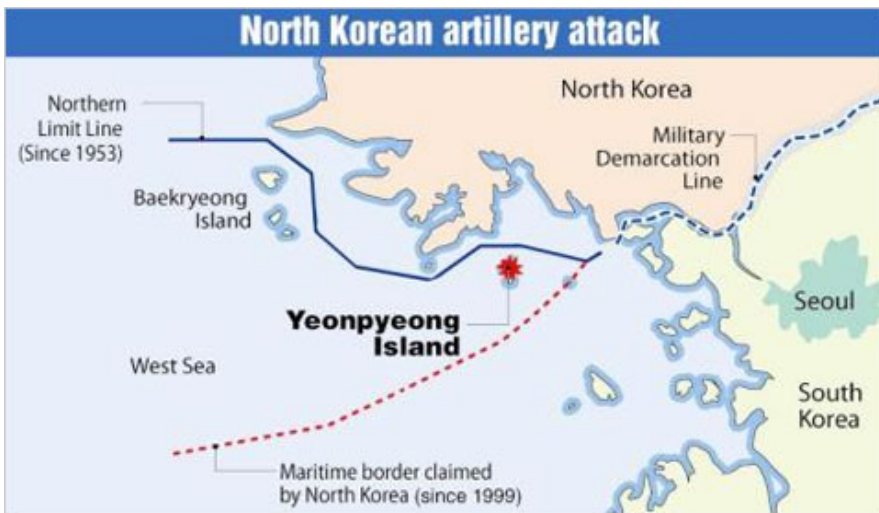 North Korean artillery attack
Northern
Limit Line
(Since 1953)
North Korea
Military
Demarcation
Line
Baekryeong
Island
Yeonpyeong
Island
Seoul
West Sea
South
Korea
Maritime border claimed
by North Korea (since 1999)